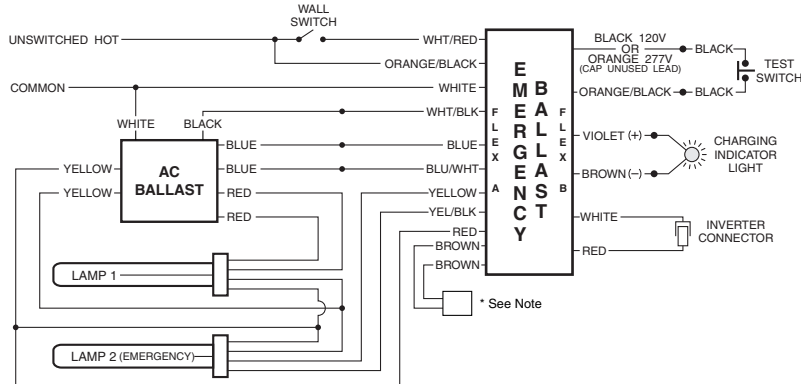 WALL
SWITCH
UNSWITCHED HOT
WHT/RED
ORANGE/BLACK
COMMON
WHITE
WHT/BLK
WHITE
BLACK
BLUE
BLUE
YELLOW
AC
BALLAST
BLUE
BLU/WHT
YELLOW
RED
YELLOW
RED
YEL/BLK
RED
BROWN
BROWN
LAMP 1
* See Note
LAMP 2 (EMERGENCY)
EMERGENCY
BALLAST
FLEX A
FLEX B
BLACK 120V
OR
ORANGE 277V
(CAP UNUSED LEAD)
BLACK
TEST
SWITCH
ORANGE/BLACK
BLACK
VIOLET (+)
CHARGING
INDICATOR
LIGHT
BROWN (–)
WHITE
INVERTER
CONNECTOR
RED